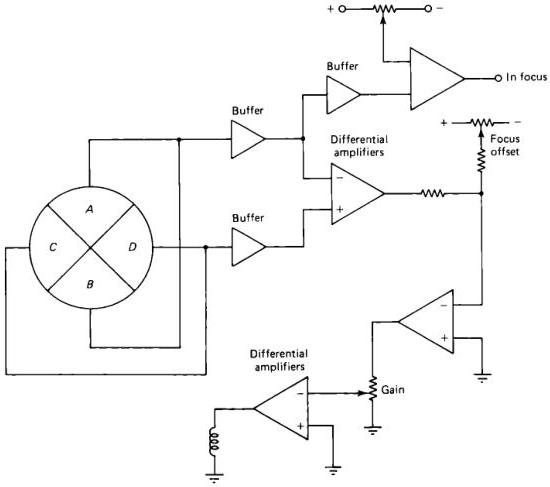 + −
Buffer
In focus
Buffer
+ −
Differential
amplifiers
Focus
offset
A
−
Buffer
+
C
D
B
−
+
Differential
amplifiers
−
Gain
+